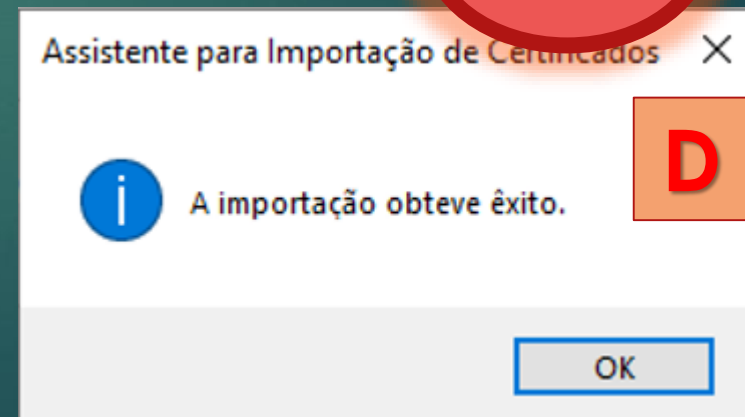 Assistente para Importação de Certificados
D
A importação obteve êxito.
OK